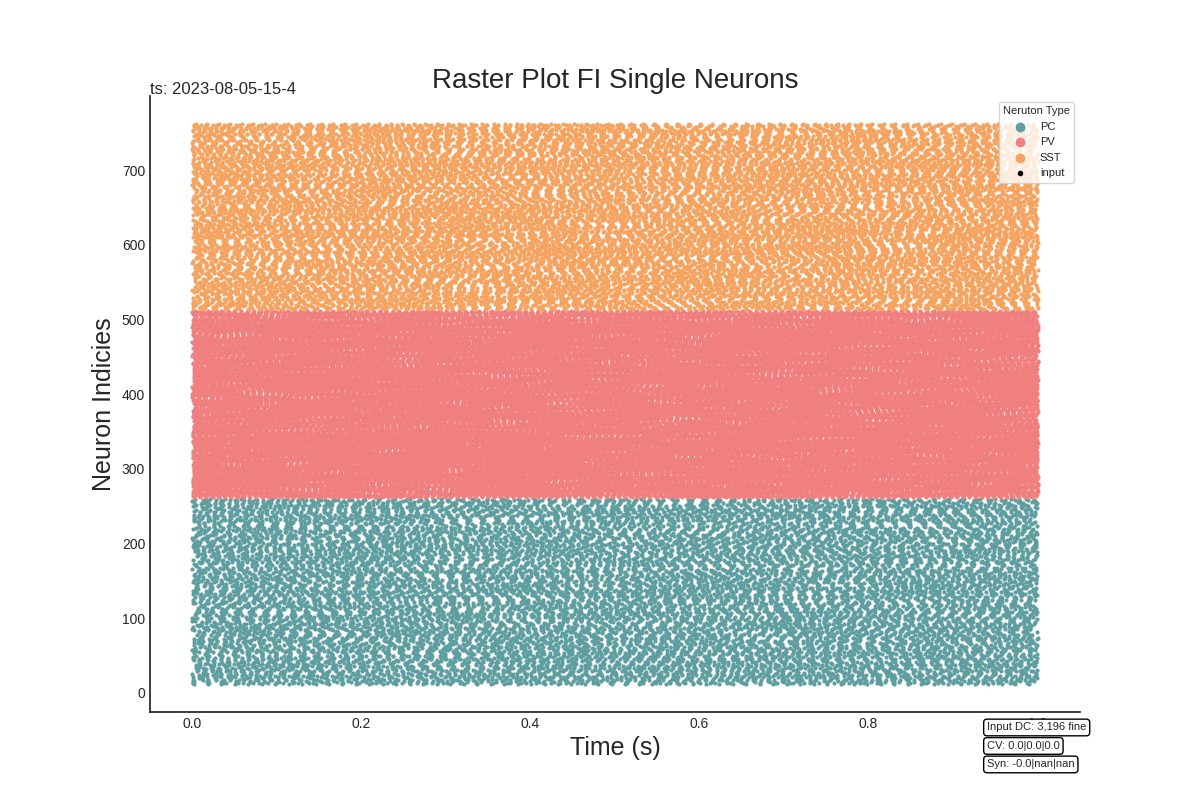 Raster Plot FI Single Neurons
ts: 2023-08-05-15-4
Neruton Type
PC
PV
SST
input
700
600
500
400
300
200
100
0
Neuron Indicies
0.0 0.2 0.4 0.6 0.8
Time (s)
Input DC: 3,196 fine
CV: 0.0|0.0|0.0
Syn: -0.0|nan|nan